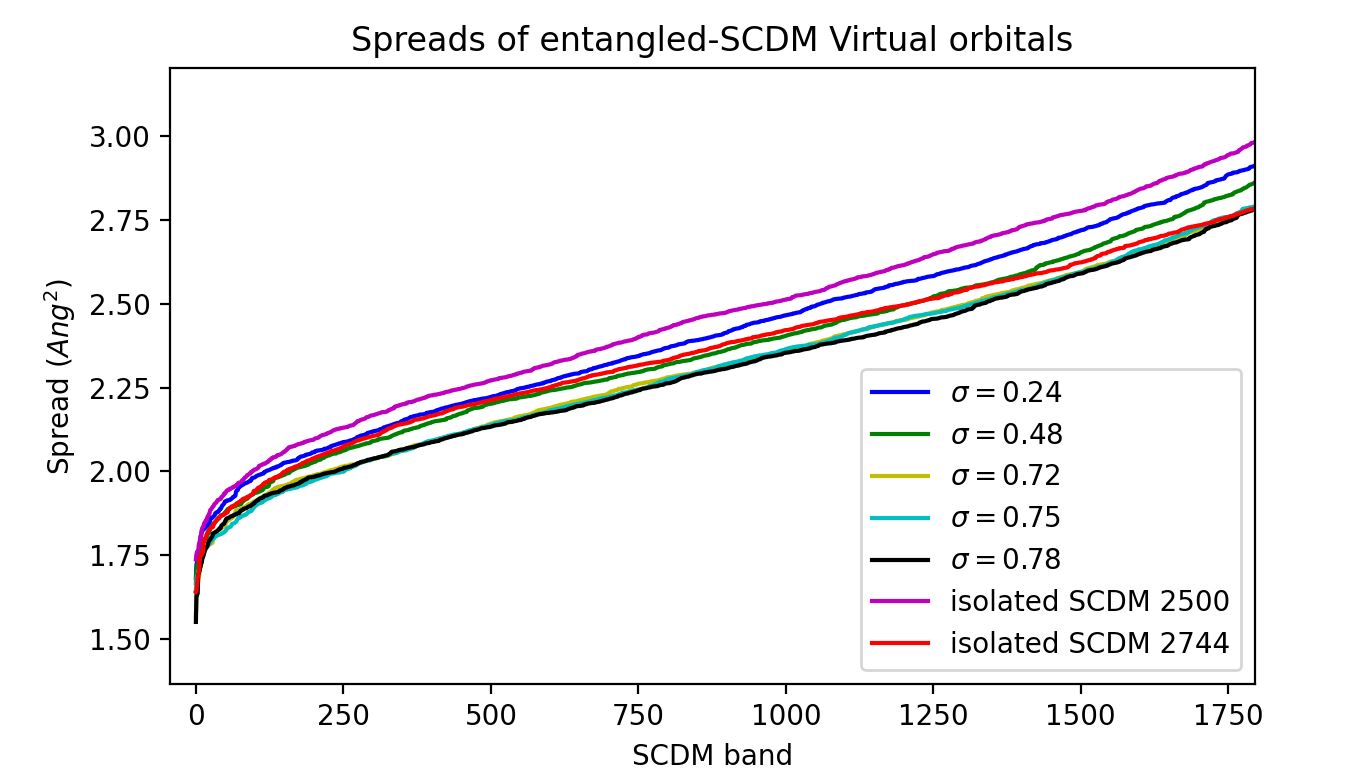 Spreads of entangled-SCDM Virtual orbitals
Spread (Ang²)
3.00
2.75
2.50
2.25
2.00
1.75
1.50
0 250 500 750 1000 1250 1500 1750
SCDM band
σ = 0.24
σ = 0.48
σ = 0.72
σ = 0.75
σ = 0.78
isolated SCDM 2500
isolated SCDM 2744